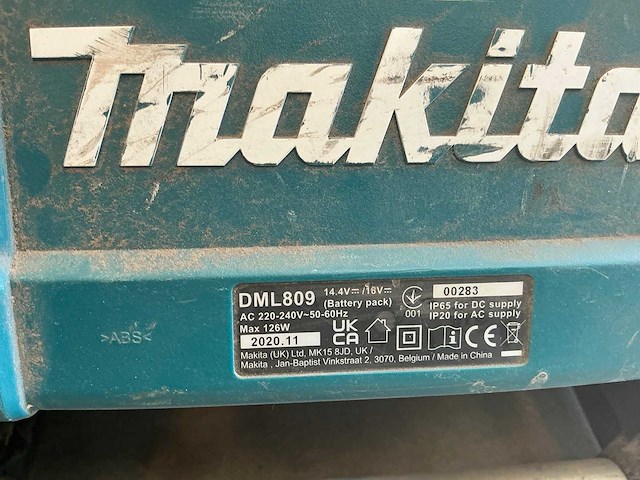 makita
DML809 14.4V⎓ /18V⎓ (Battery pack)
AC 220-240V~50-60Hz
Max 126W
2020.11
001
00283
IP65 for DC supply
IP20 for AC supply
UK CA
CE
Makita (UK) Ltd, MK15 8JD, UK /
Makita , Jan-Baptist Vinkstraat 2, 3070, Belgium / Made in China
>ABS<